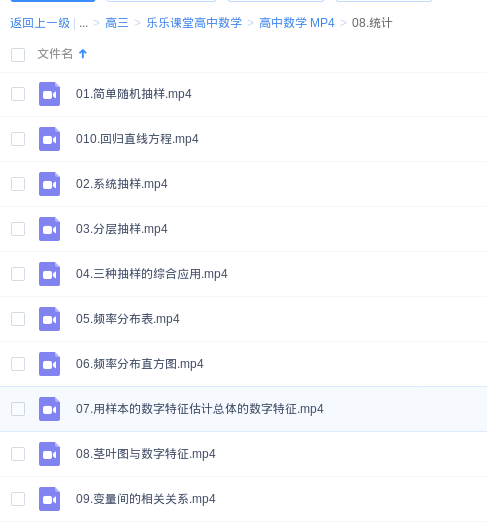 返回上一级 | ... > 高三 > 乐乐课堂高中数学 > 高中数学 MP4 > 08.统计
文件名
01.简单随机抽样.mp4
010.回归直线方程.mp4
02.系统抽样.mp4
03.分层抽样.mp4
04.三种抽样的综合应用.mp4
05.频率分布表.mp4
06.频率分布直方图.mp4
07.用样本的数字特征估计总体的数字特征.mp4
08.茎叶图与数字特征.mp4
09.变量间的相关关系.mp4